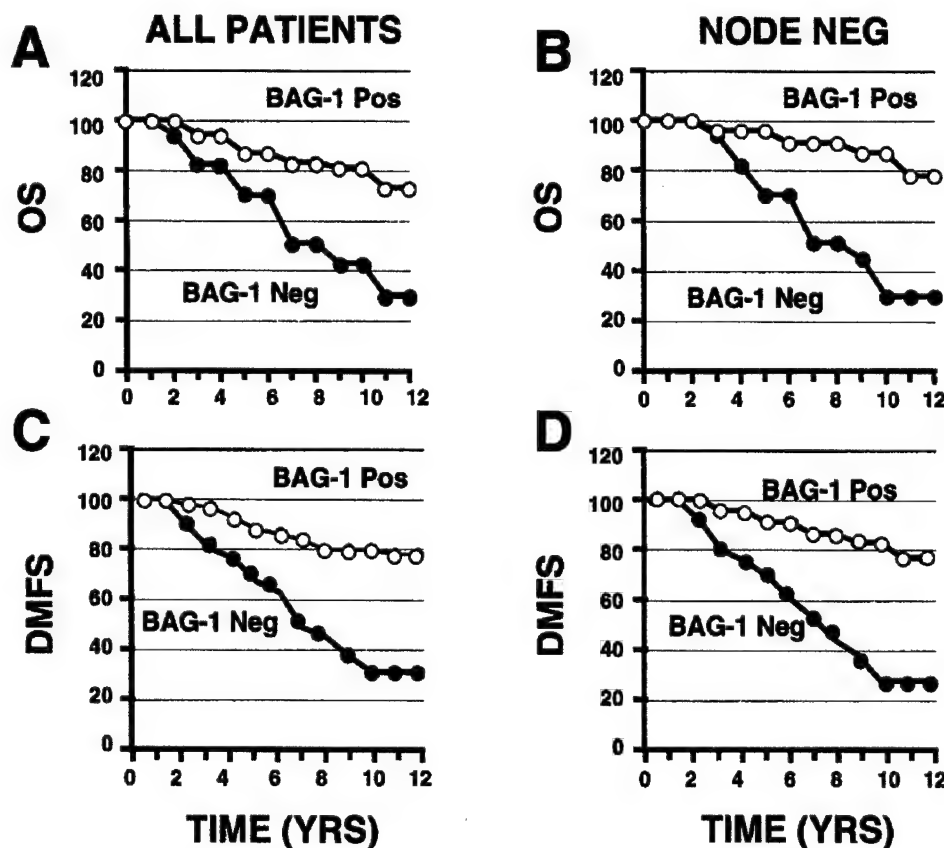 A ALL PATIENTS
120
100
80
60
40
20
0
OS
BAG-1 Pos
BAG-1 Neg
0 2 4 6 8 10 12
B NODE NEG
120
100
80
60
40
20
0
OS
BAG-1 Pos
BAG-1 Neg
0 2 4 6 8 10 12
C
120
100
80
60
40
20
0
DMFS
BAG-1 Pos
BAG-1 Neg
0 2 4 6 8 10 12
TIME (YRS)
D
120
100
80
60
40
20
0
DMFS
BAG-1 Pos
BAG-1 Neg
0 2 4 6 8 10 12
TIME (YRS)